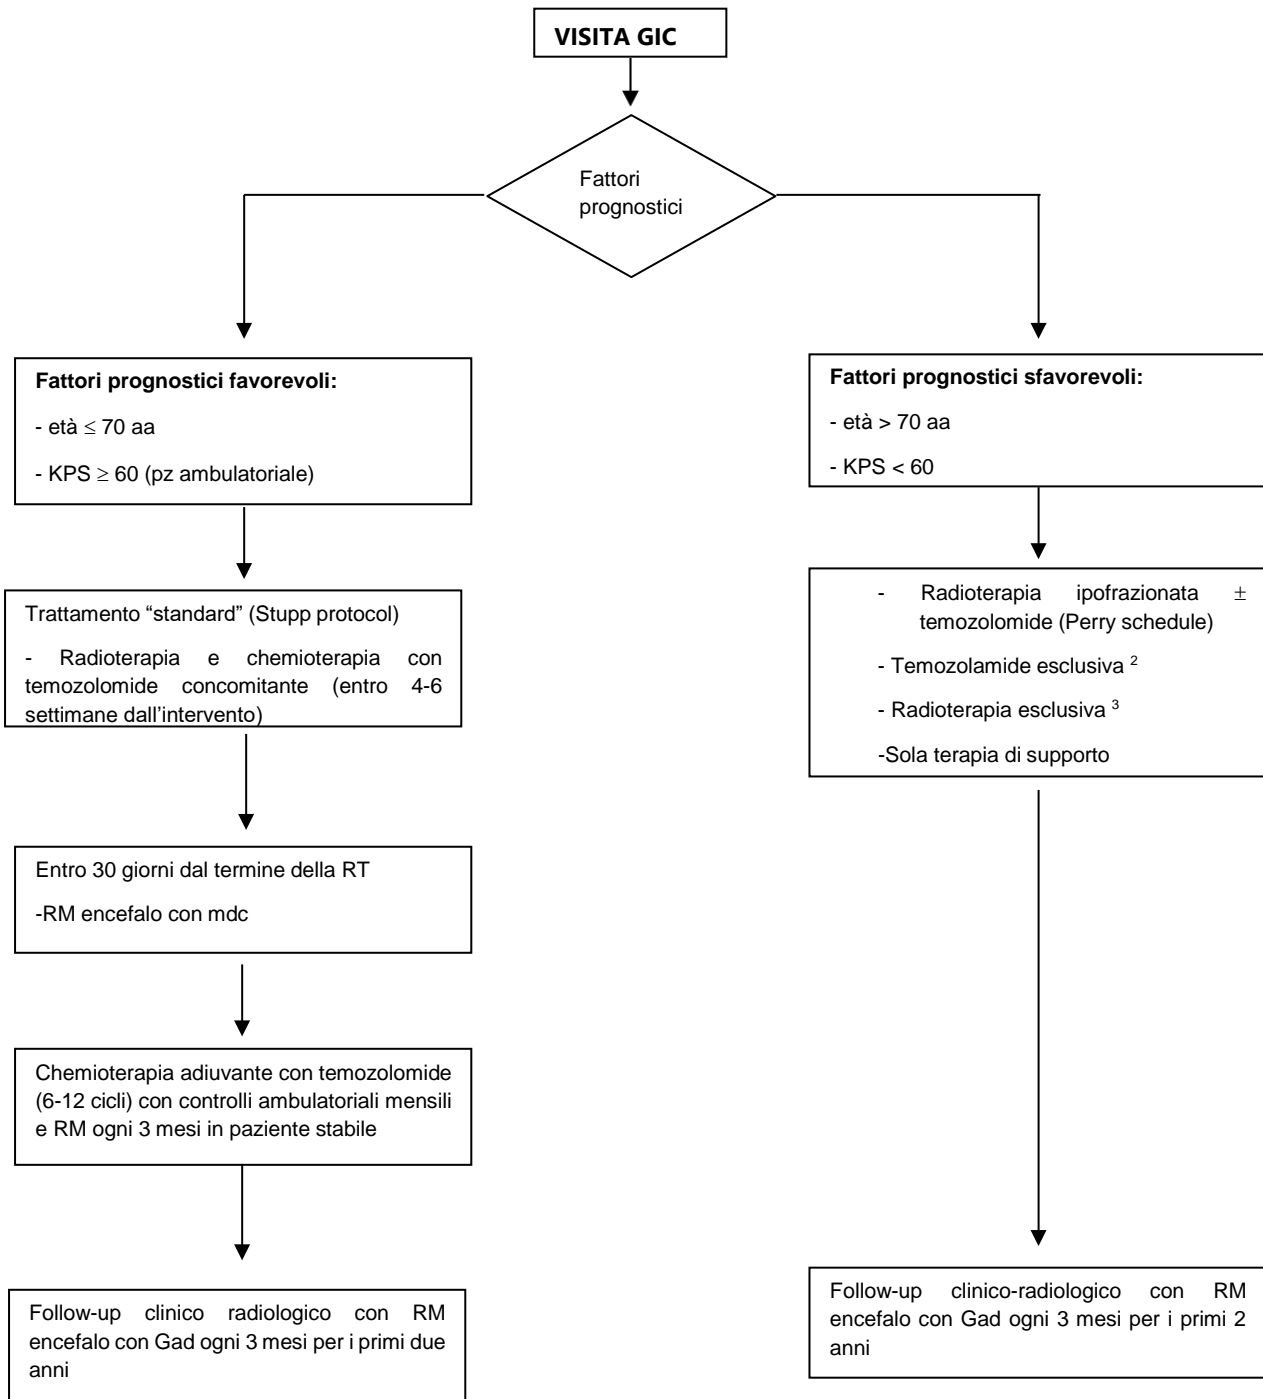 VISITA GIC
Fattori
prognostici
Fattori prognostici favorevoli:
- età ≤ 70 aa
- KPS ≥ 60 (pz ambulatoriale)
Fattori prognostici sfavorevoli:
- età > 70 aa
- KPS < 60
Trattamento “standard” (Stupp protocol)
- Radioterapia e chemioterapia con
temozolomide concomitante (entro 4-6
settimane dall’intervento)
- Radioterapia ipofrazionata ±
temozolomide (Perry schedule)
- Temozolamide esclusiva ²
- Radioterapia esclusiva ³
-Sola terapia di supporto
Entro 30 giorni dal termine della RT
-RM encefalo con mdc
Chemioterapia adiuvante con temozolomide
(6-12 cicli) con controlli ambulatoriali mensili
e RM ogni 3 mesi in paziente stabile
Follow-up clinico radiologico con RM
encefalo con Gad ogni 3 mesi per i primi due
anni
Follow-up clinico-radiologico con RM
encefalo con Gad ogni 3 mesi per i primi 2
anni